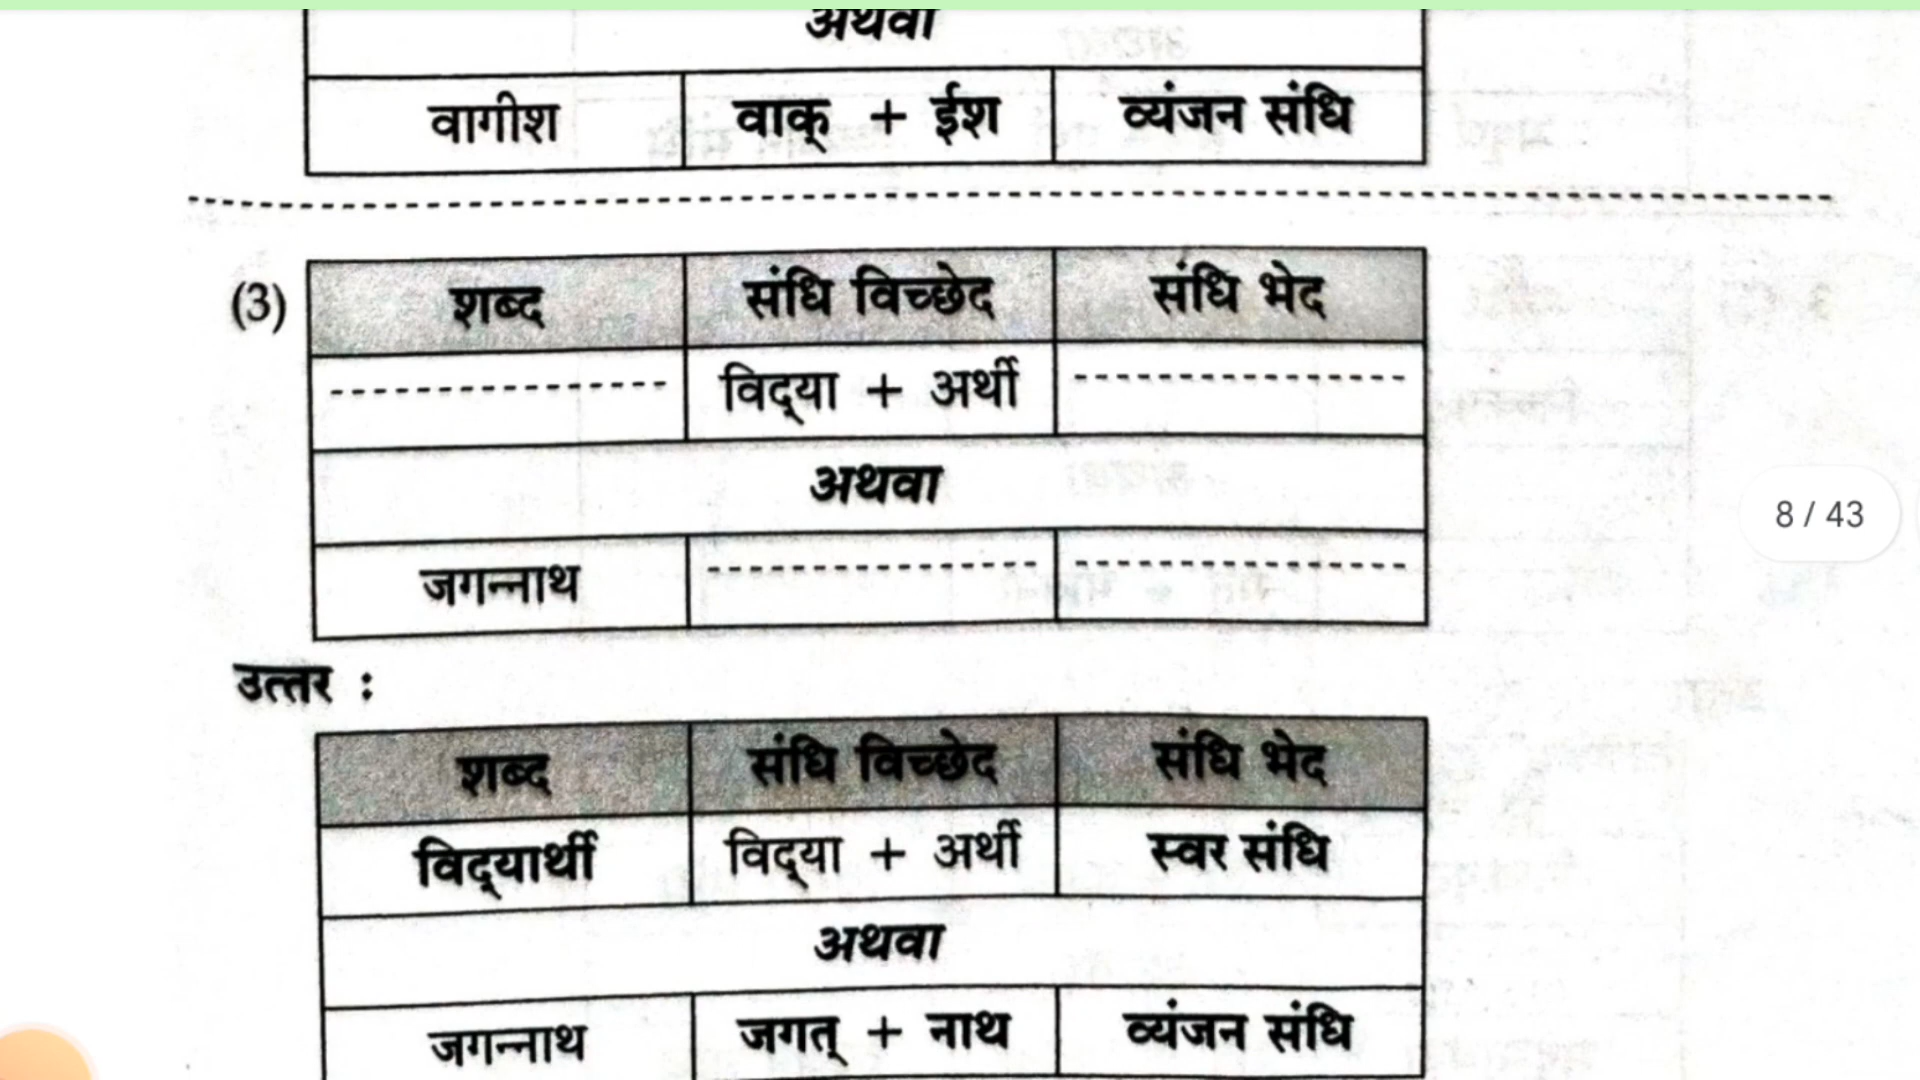 अथवा
वागीश वाक् + ईश व्यंजन संधि
(3) शब्द संधि विच्छेद संधि भेद
विद्‌या + अर्थी
अथवा
जगन्नाथ
8 / 43
उत्तर :
शब्द संधि विच्छेद संधि भेद
विद्‌यार्थी विद्‌या + अर्थी स्वर संधि
अथवा
जगन्नाथ जगत् + नाथ व्यंजन संधि